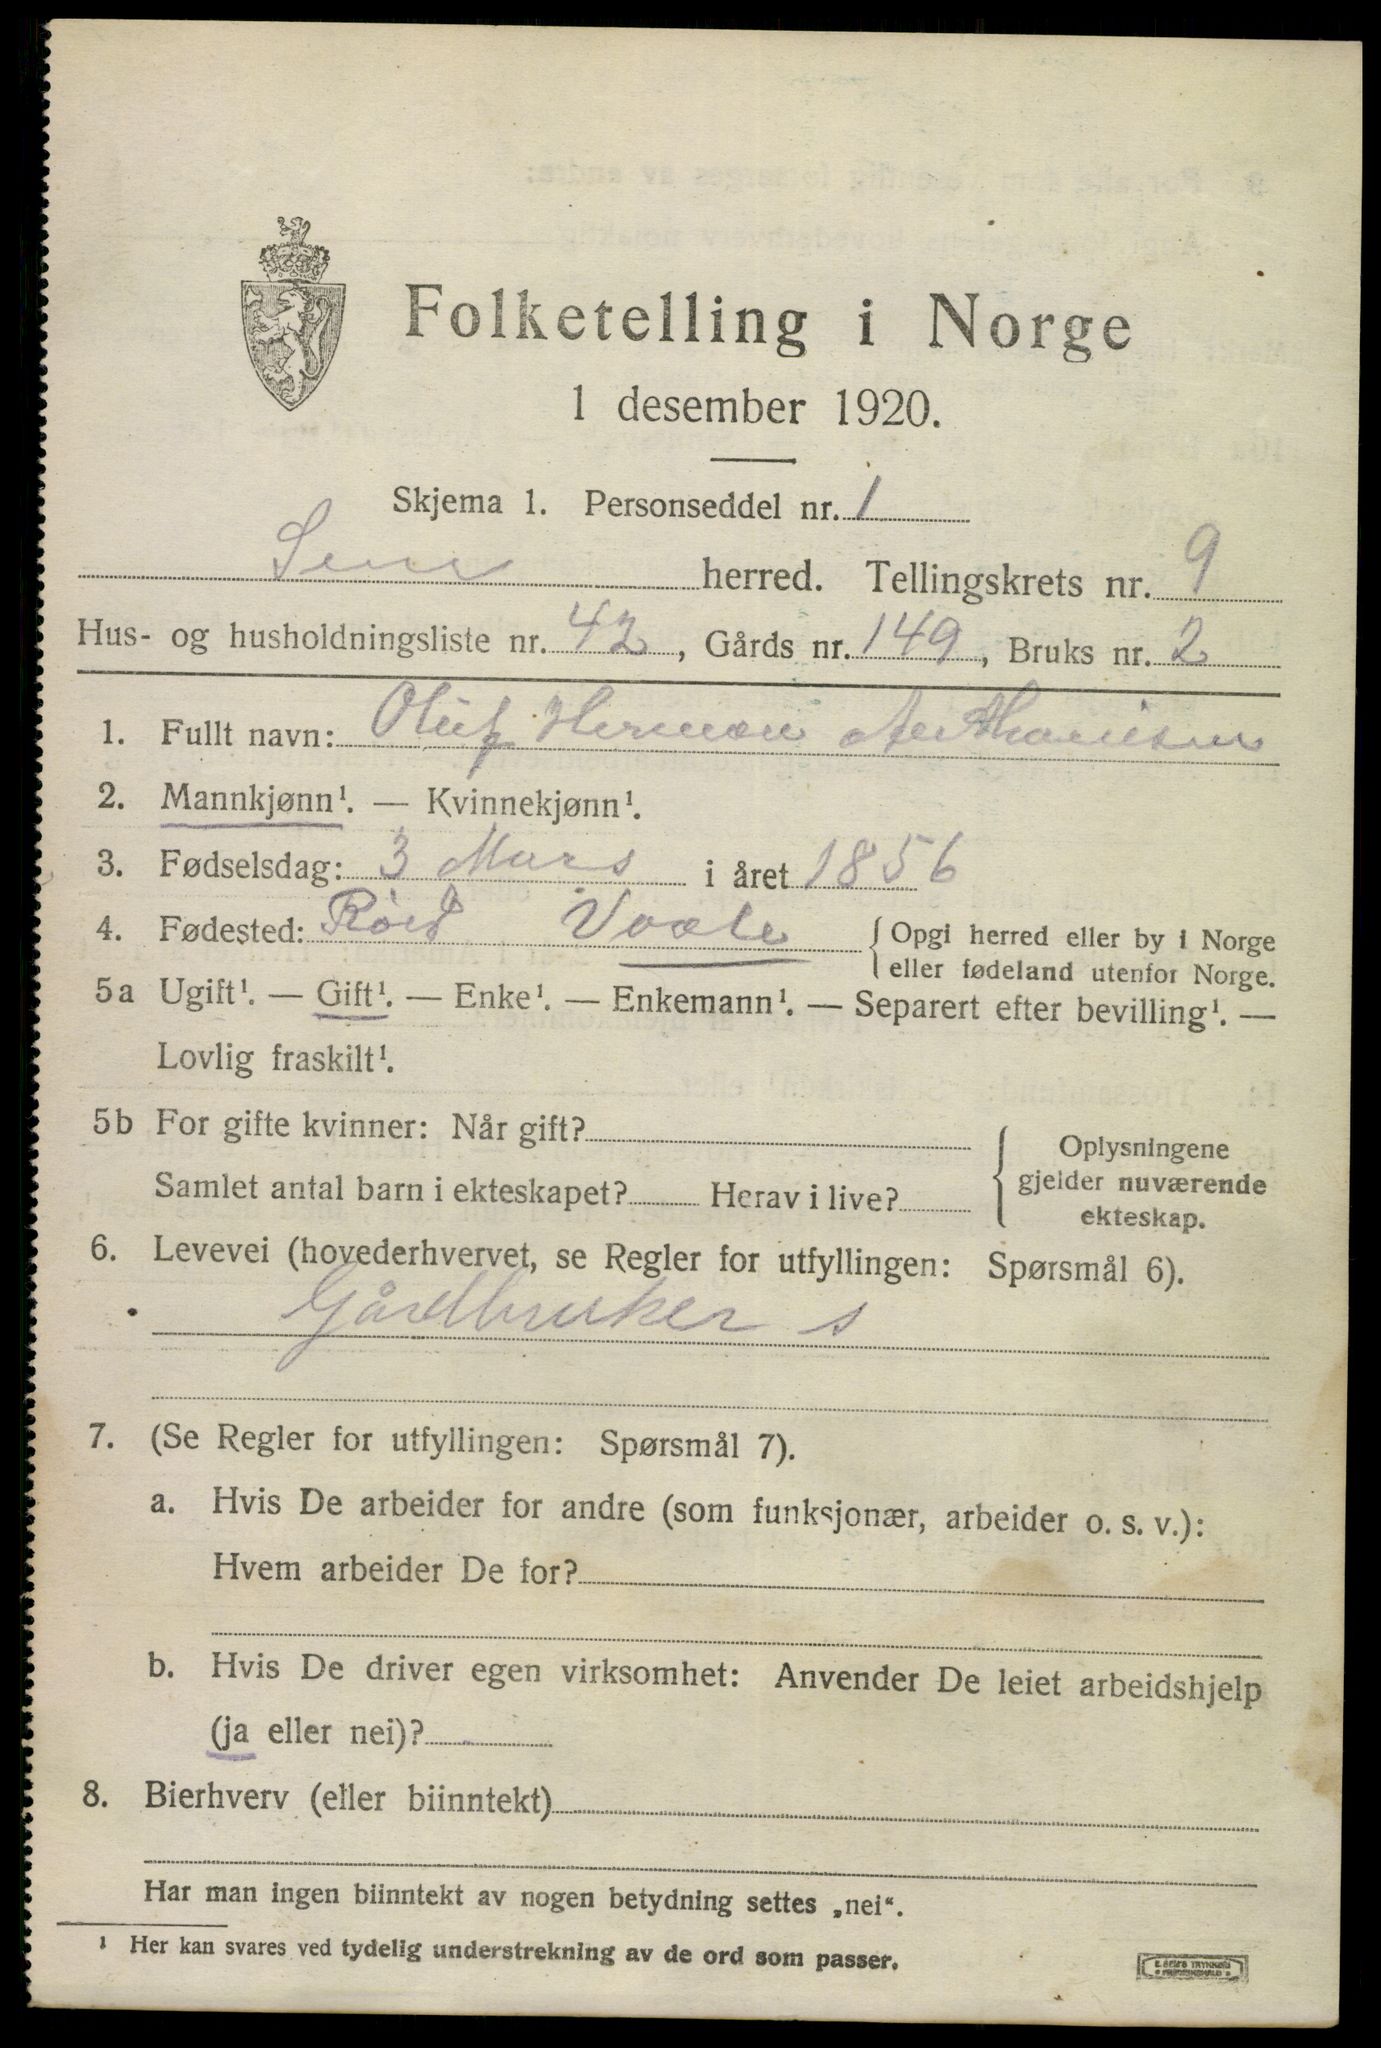 Folketelling i Norge
1 desember 1920.
Skjema 1. Personseddel nr. 1
Sem herred. Tellingskrets nr. 9
Hus- og husholdningsliste nr. 42, Gårds nr. 149, Bruks nr. 2
1. Fullt navn: Oluf Herman
2. Mannkjønn¹. — Kvinnekjønn¹.
3. Fødselsdag: 3 Mars i året 1856
4. Fødested: Vaale { Opgi herred eller by i Norge
eller fødeland utenfor Norge.
5a Ugift¹. — Gift¹. — Enke¹. — Enkemann¹. — Separert efter bevilling¹. —
Lovlig fraskilt¹.
5b For gifte kvinner: Når gift?
Samlet antal barn i ekteskapet? Herav i live?
Oplysningene
gjelder nuværende
ekteskap.
6. Levevei (hovederhvervet, se Regler for utfyllingen: Spørsmål 6).
Gårdbruker s
7. (Se Regler for utfyllingen: Spørsmål 7).
a. Hvis De arbeider for andre (som funksjonær, arbeider o. s. v.):
Hvem arbeider De for?
b. Hvis De driver egen virksomhet: Anvender De leiet arbeidshjelp
(ja eller nei)?
8. Bierhverv (eller biinntekt)
Har man ingen biinntekt av nogen betydning settes „nei“.
¹ Her kan svares ved tydelig understrekning av de ord som passer.